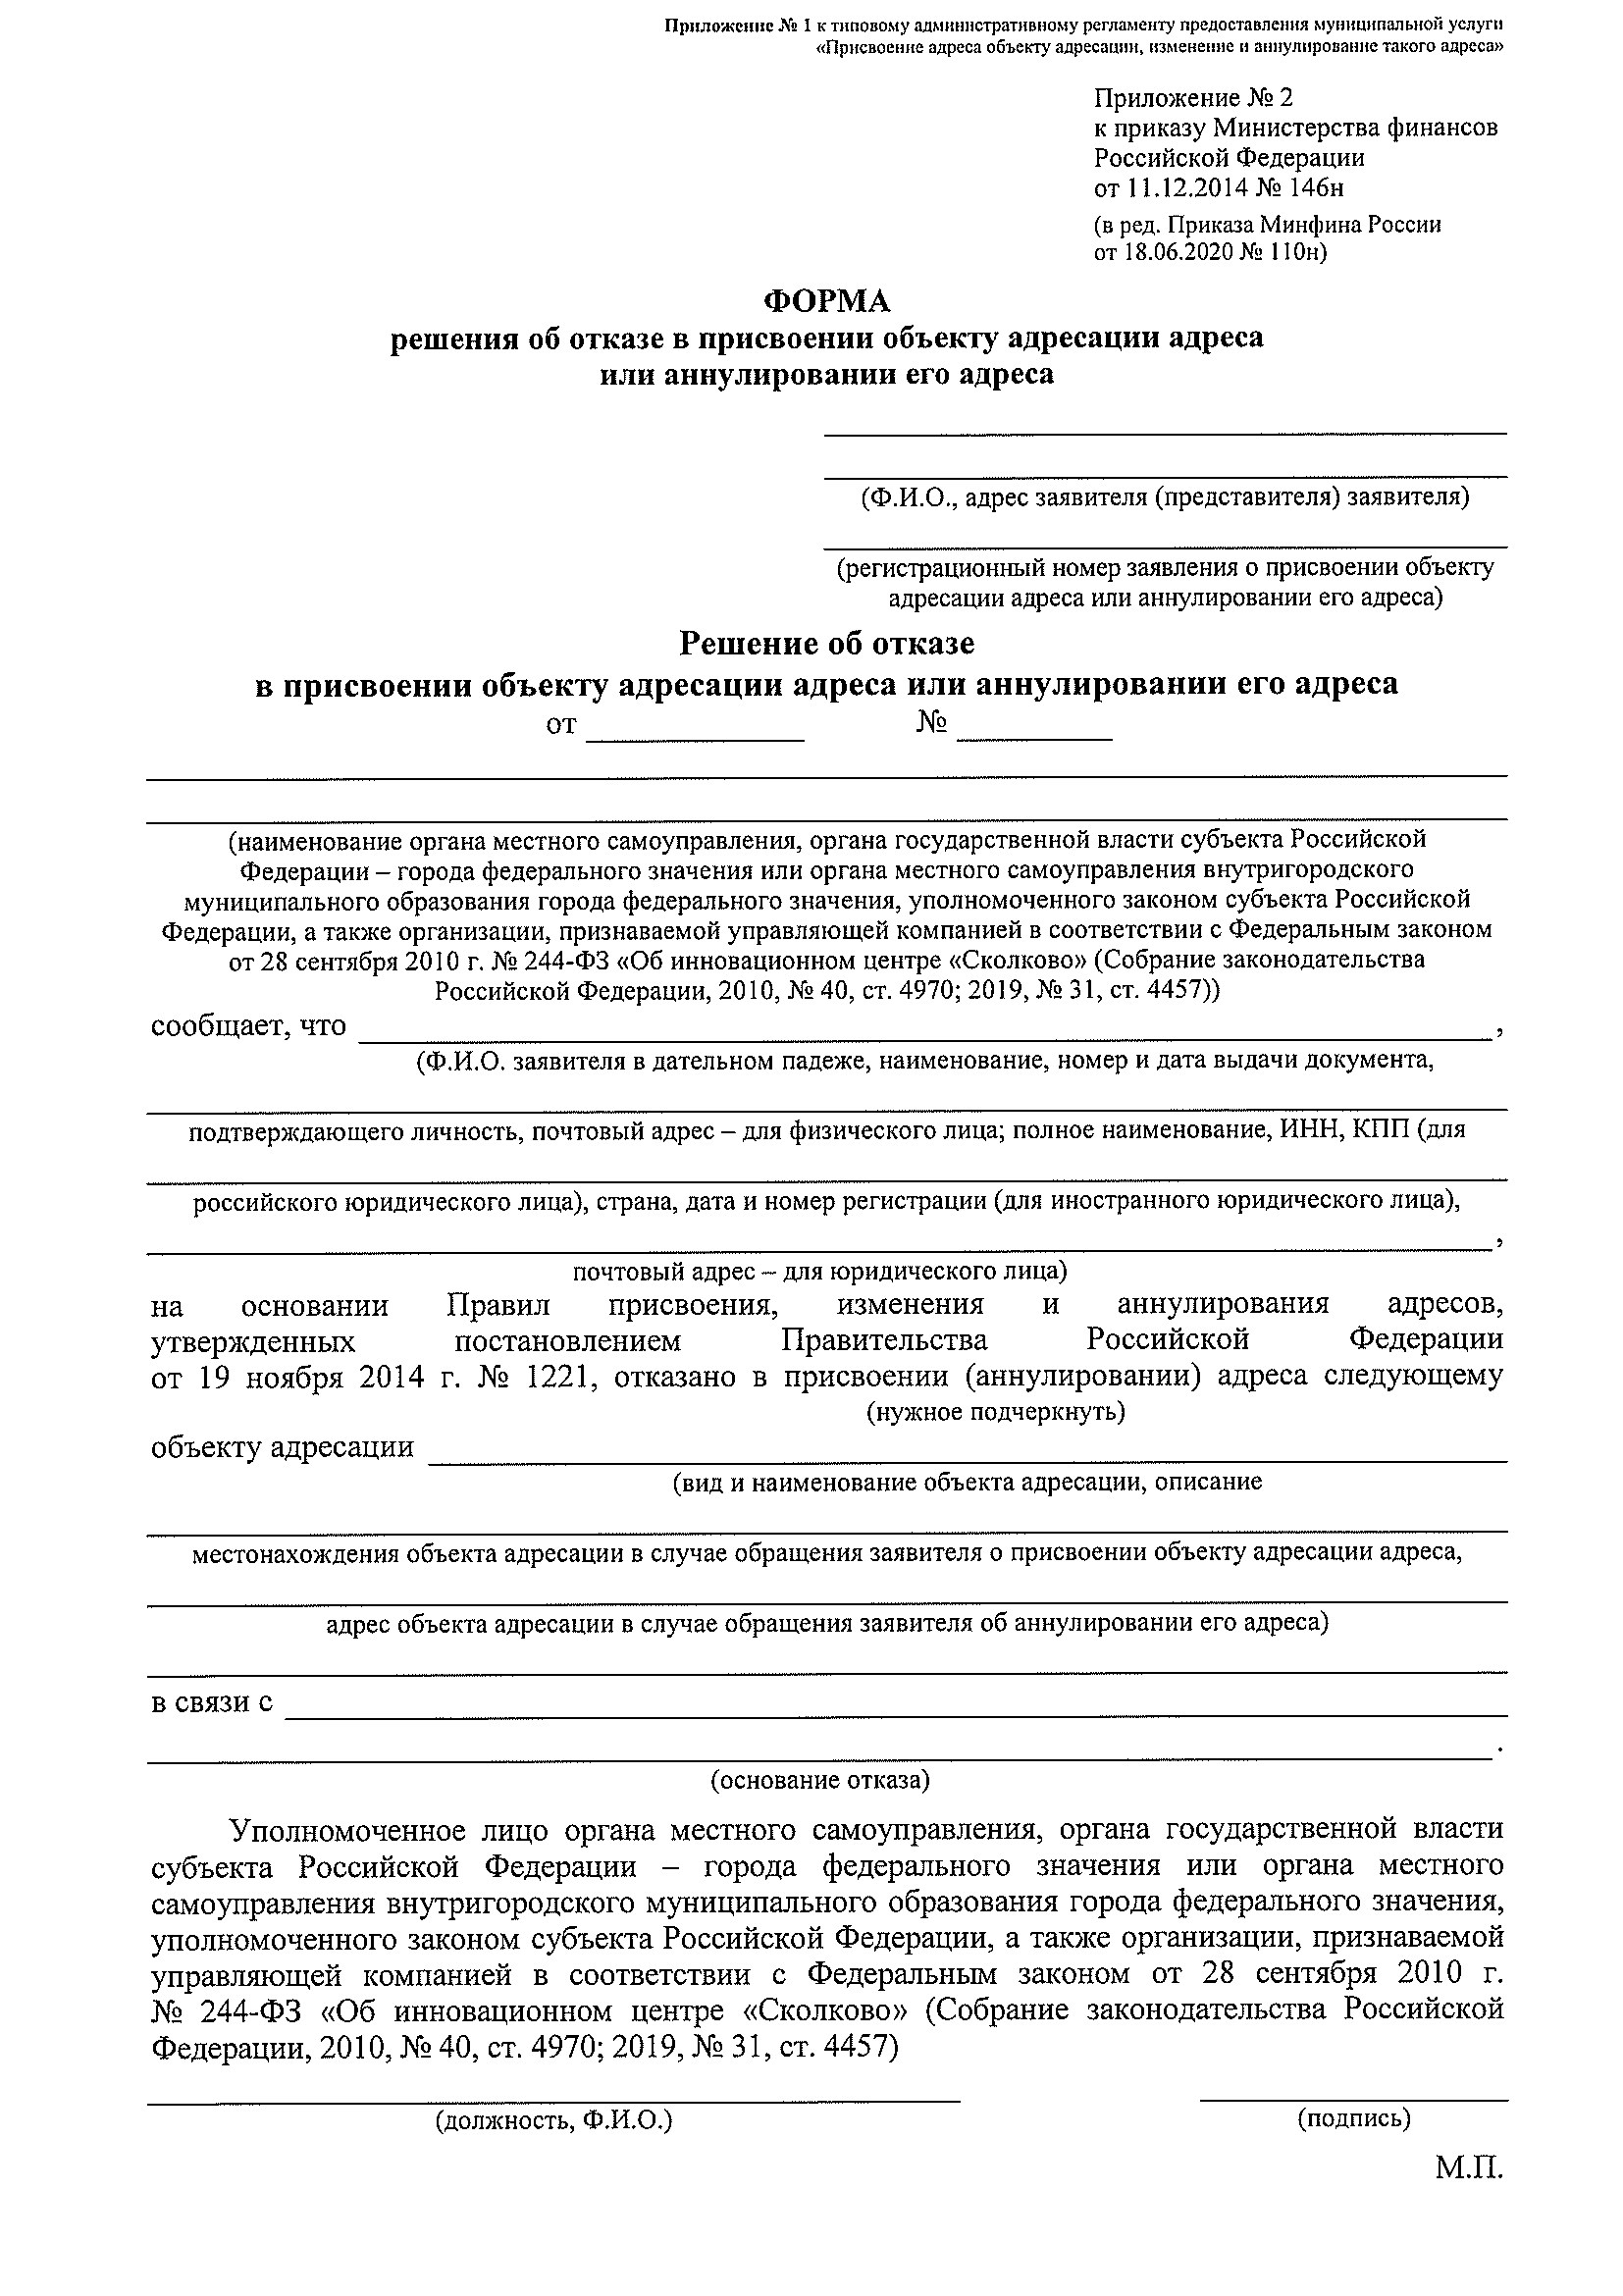 Приложение № 1 к типовому административному регламенту предоставления муниципальной услуги
«Присвоение адреса объекту адресации, изменение и аннулирование такого адреса»
Приложение № 2
к приказу Министерства финансов
Российской Федерации
от 11.12.2014 № 146н
(в ред. Приказа Минфина России
от 18.06.2020 № 110н)
ФОРМА
решения об отказе в присвоении объекту адресации адреса
или аннулировании его адреса
(Ф.И.О., адрес заявителя (представителя) заявителя)
(регистрационный номер заявления о присвоении объекту
адресации адреса или аннулировании его адреса)
Решение об отказе
в присвоении объекту адресации адреса или аннулировании его адреса
от № 
(наименование органа местного самоуправления, органа государственной власти субъекта Российской
Федерации – города федерального значения или органа местного самоуправления внутригородского
муниципального образования города федерального значения, уполномоченного законом субъекта Российской
Федерации, а также организации, признаваемой управляющей компанией в соответствии с Федеральным законом
от 28 сентября 2010 г. № 244-ФЗ «Об инновационном центре «Сколково» (Собрание законодательства
Российской Федерации, 2010, № 40, ст. 4970; 2019, № 31, ст. 4457))
сообщает, что ,
(Ф.И.О. заявителя в дательном падеже, наименование, номер и дата выдачи документа,
подтверждающего личность, почтовый адрес – для физического лица; полное наименование, ИНН, КПП (для
российского юридического лица), страна, дата и номер регистрации (для иностранного юридического лица),
,
почтовый адрес – для юридического лица)
на основании Правил присвоения, изменения и аннулирования адресов,
утвержденных постановлением Правительства Российской Федерации
от 19 ноября 2014 г. № 1221, отказано в присвоении (аннулировании) адреса следующему
(нужное подчеркнуть)
объекту адресации
(вид и наименование объекта адресации, описание
местонахождения объекта адресации в случае обращения заявителя о присвоении объекту адресации адреса,
адрес объекта адресации в случае обращения заявителя об аннулировании его адреса)
в связи с
.
(основание отказа)
Уполномоченное лицо органа местного самоуправления, органа государственной власти
субъекта Российской Федерации – города федерального значения или органа местного
самоуправления внутригородского муниципального образования города федерального значения,
уполномоченного законом субъекта Российской Федерации, а также организации, признаваемой
управляющей компанией в соответствии с Федеральным законом от 28 сентября 2010 г.
№ 244-ФЗ «Об инновационном центре «Сколково» (Собрание законодательства Российской
Федерации, 2010, № 40, ст. 4970; 2019, № 31, ст. 4457)
(должность, Ф.И.О.) (подпись)
М.П.